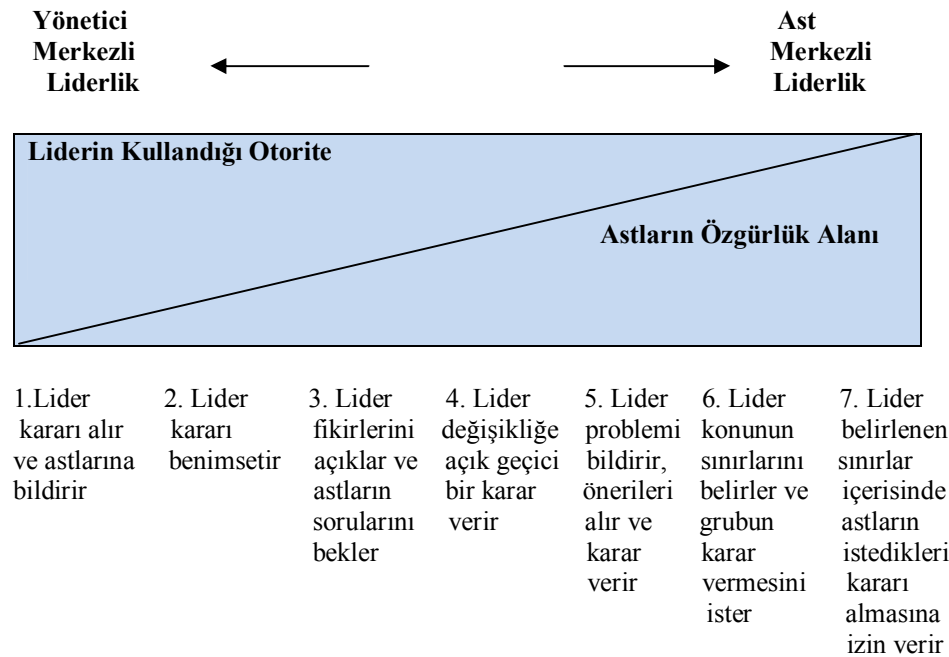 Yönetici
Merkezli
Liderlik
Ast
Merkezli
Liderlik
Liderin Kullandığı Otorite
Astların Özgürlük Alanı
1.Lider
kararı alır
ve astlarına
bildirir
2. Lider
kararı
benimsetir
3. Lider
fikirlerini
açıklar ve
astların
sorularını
bekler
4. Lider
değişikliğe
açık geçici
bir karar
verir
5. Lider
problemi
bildirir,
önerileri
alır ve
karar
verir
6. Lider
konunun
sınırlarını
belirler ve
grubun
karar
vermesini
ister
7. Lider
belirlenen
sınırlar
içerisinde
astların
istedikleri
kararı
almasına
izin verir